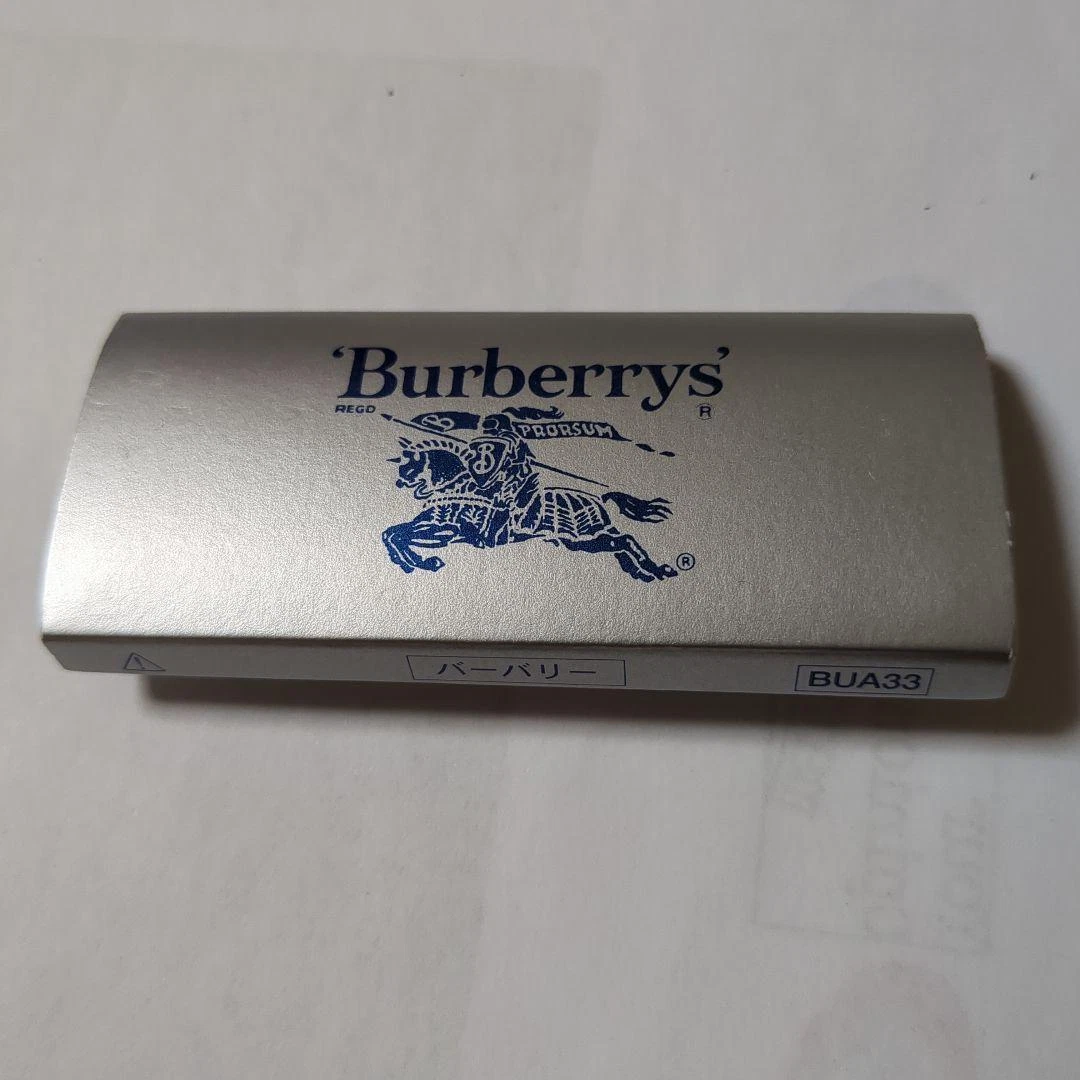 'Burberrys'
REGD
®
B PRORSUM
B
®
バーバリー
BUA33